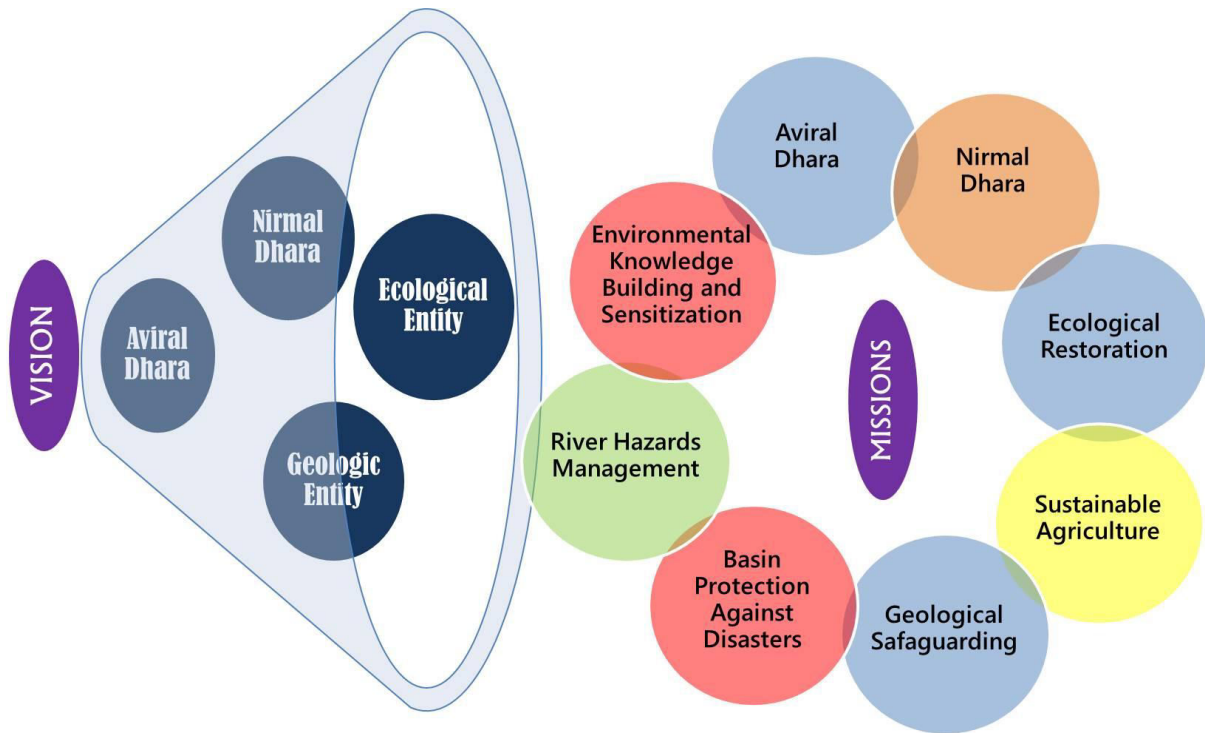 VISION
Aviral
Dhara
Nirmal
Dhara
Geologic
Entity
Ecological
Entity
Aviral
Dhara
Nirmal
Dhara
Ecological
Restoration
Sustainable
Agriculture
Geological
Safaguarding
Basin
Protection
Against
Disasters
River Hazards
Management
Environmental
Knowledge
Building and
Sensitization
MISSIONS